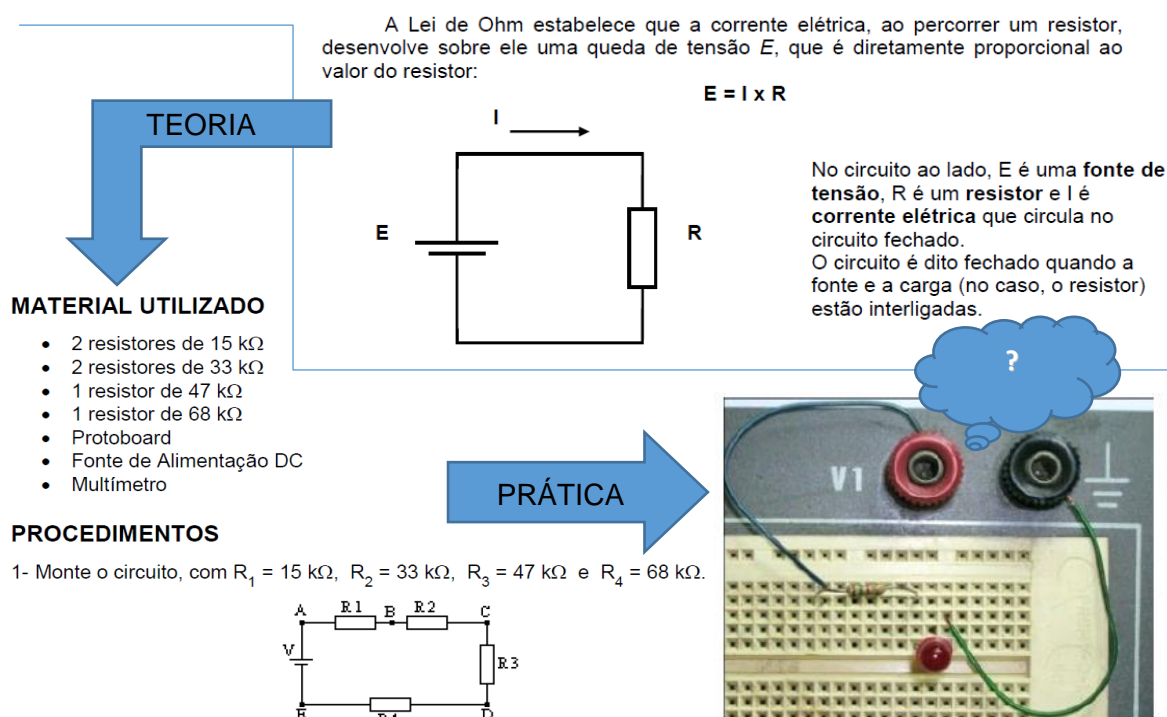 A Lei de Ohm estabelece que a corrente elétrica, ao percorrer um resistor,
desenvolve sobre ele uma queda de tensão E, que é diretamente proporcional ao
valor do resistor:
E = I x R
TEORIA
I
E
R
No circuito ao lado, E é uma fonte de
tensão, R é um resistor e I é
corrente elétrica que circula no
circuito fechado.
O circuito é dito fechado quando a
fonte e a carga (no caso, o resistor)
estão interligadas.
MATERIAL UTILIZADO
• 2 resistores de 15 kΩ
• 2 resistores de 33 kΩ
• 1 resistor de 47 kΩ
• 1 resistor de 68 kΩ
• Protoboard
• Fonte de Alimentação DC
• Multímetro
?
V1
PRÁTICA
PROCEDIMENTOS
1- Monte o circuito, com R1 = 15 kΩ, R2 = 33 kΩ, R3 = 47 kΩ e R4 = 68 kΩ.
A R1 B R2 C
V
R3
E R4 D